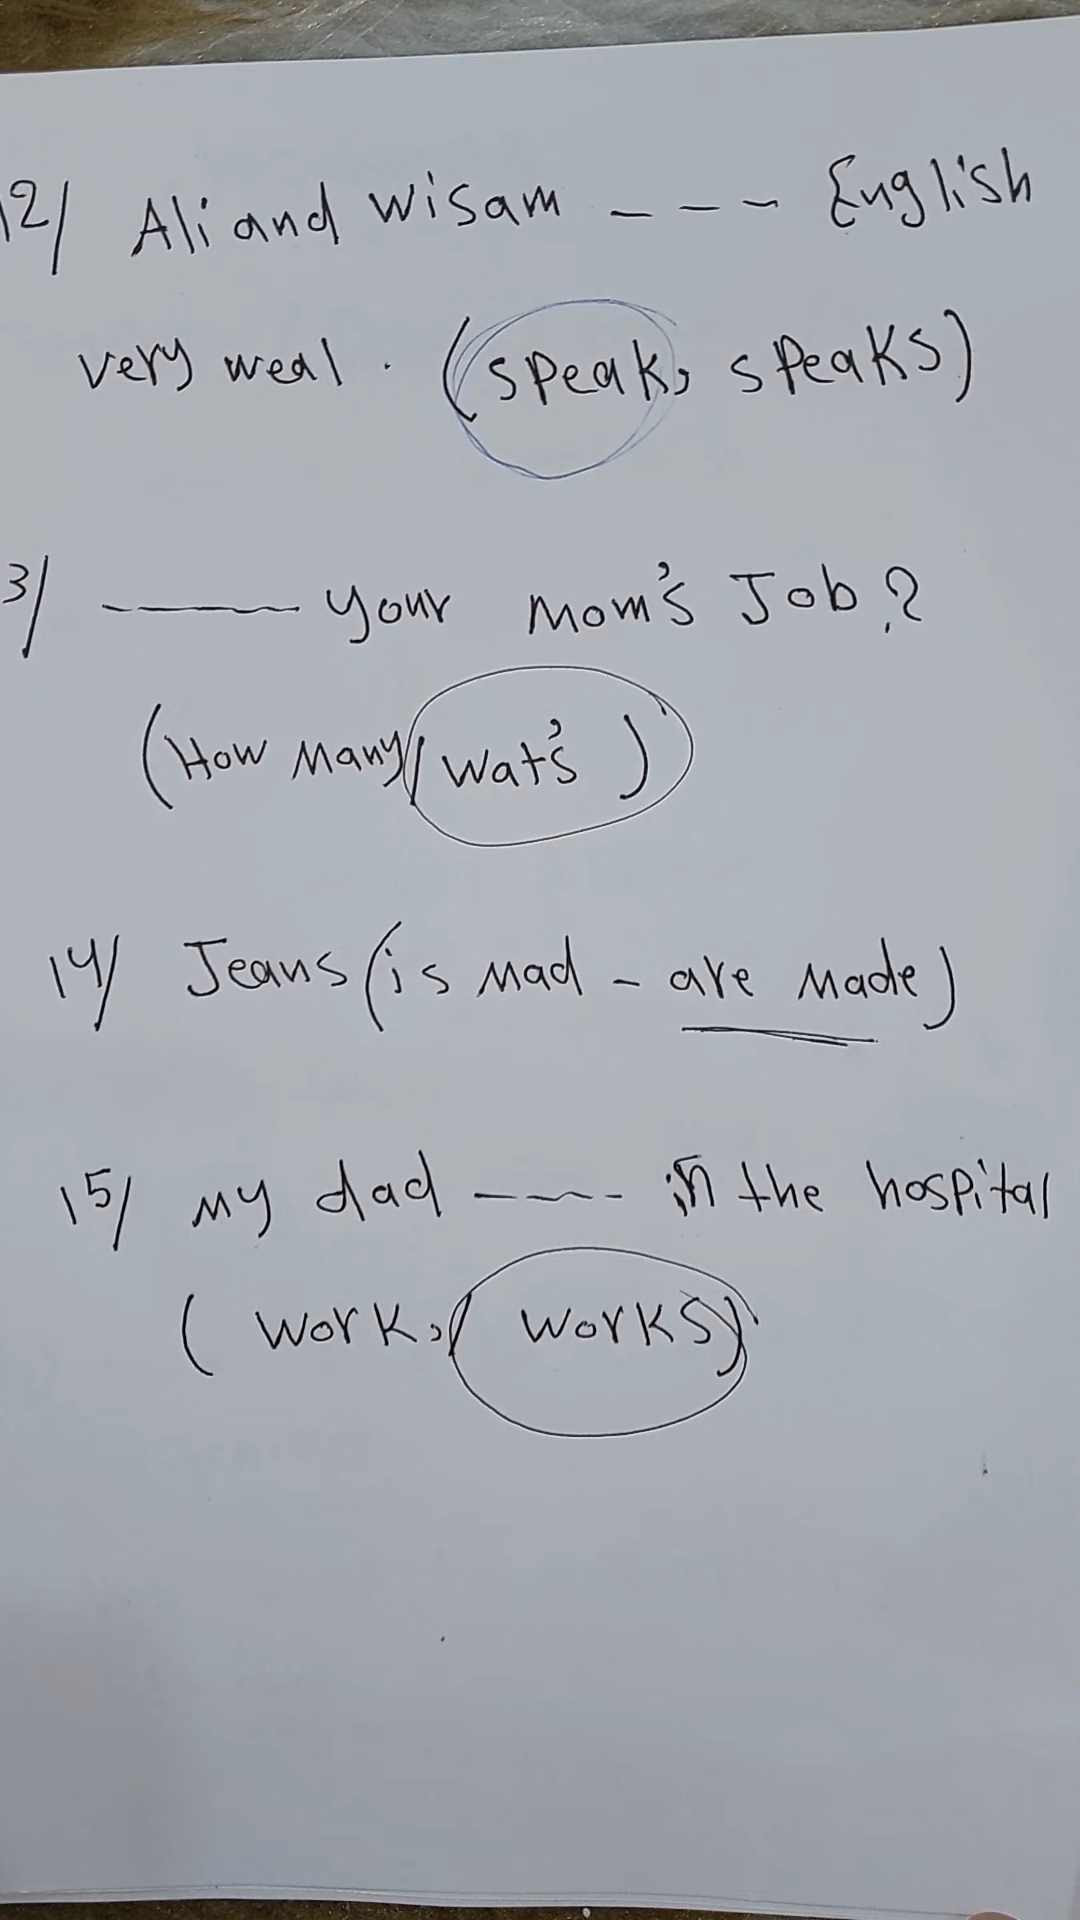 12/ Ali and wisam - - - English
very weal . (speak, speaks)
3/ ——— your mom's Job?
(How many/ wat's)
14/ Jeans (is mad - are made)
15/ my dad ---- in the hospital
( work, / works)